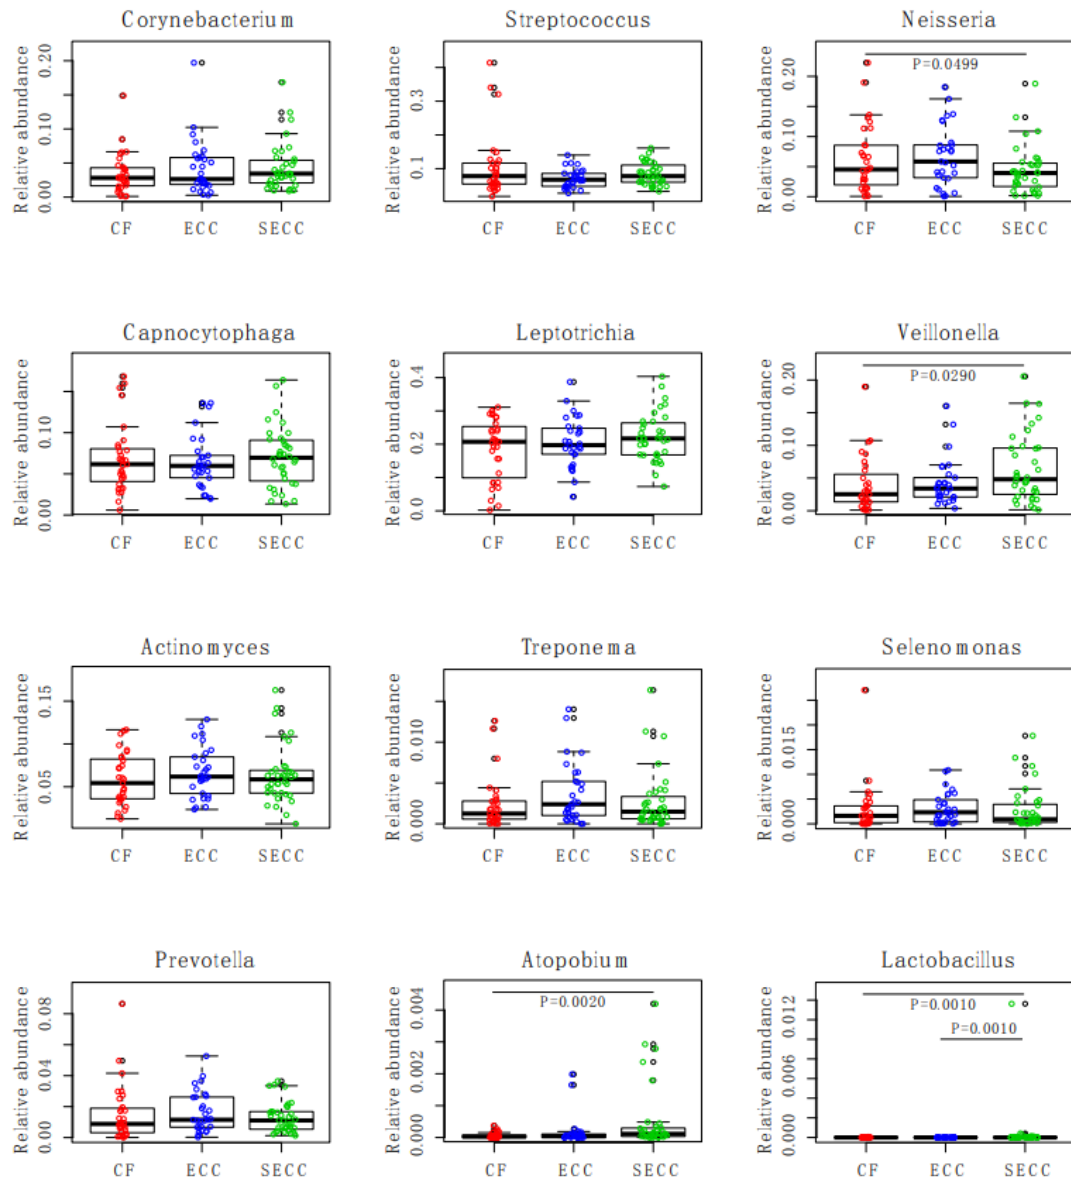 Corynebacterium
Relative abundance
0.20
0.10
0.00
CF ECC SECC
Streptococcus
Relative abundance
0.3
0.1
CF ECC SECC
Neisseria
Relative abundance
0.20
0.10
0.00
P=0.0499
CF ECC SECC
Capnocytophaga
Relative abundance
0.10
0.00
CF ECC SECC
Leptotrichia
Relative abundance
0.4
0.2
0.0
CF ECC SECC
Veillonella
Relative abundance
0.20
0.10
0.00
P=0.0290
CF ECC SECC
Actinomyces
Relative abundance
0.15
0.05
CF ECC SECC
Treponema
Relative abundance
0.010
0.000
CF ECC SECC
Selenomonas
Relative abundance
0.015
0.000
CF ECC SECC
Prevotella
Relative abundance
0.08
0.04
0.00
CF ECC SECC
Atopobium
Relative abundance
0.004
0.002
0.000
P=0.0020
CF ECC SECC
Lactobacillus
Relative abundance
0.012
0.006
0.000
P=0.0010
P=0.0010
CF ECC SECC